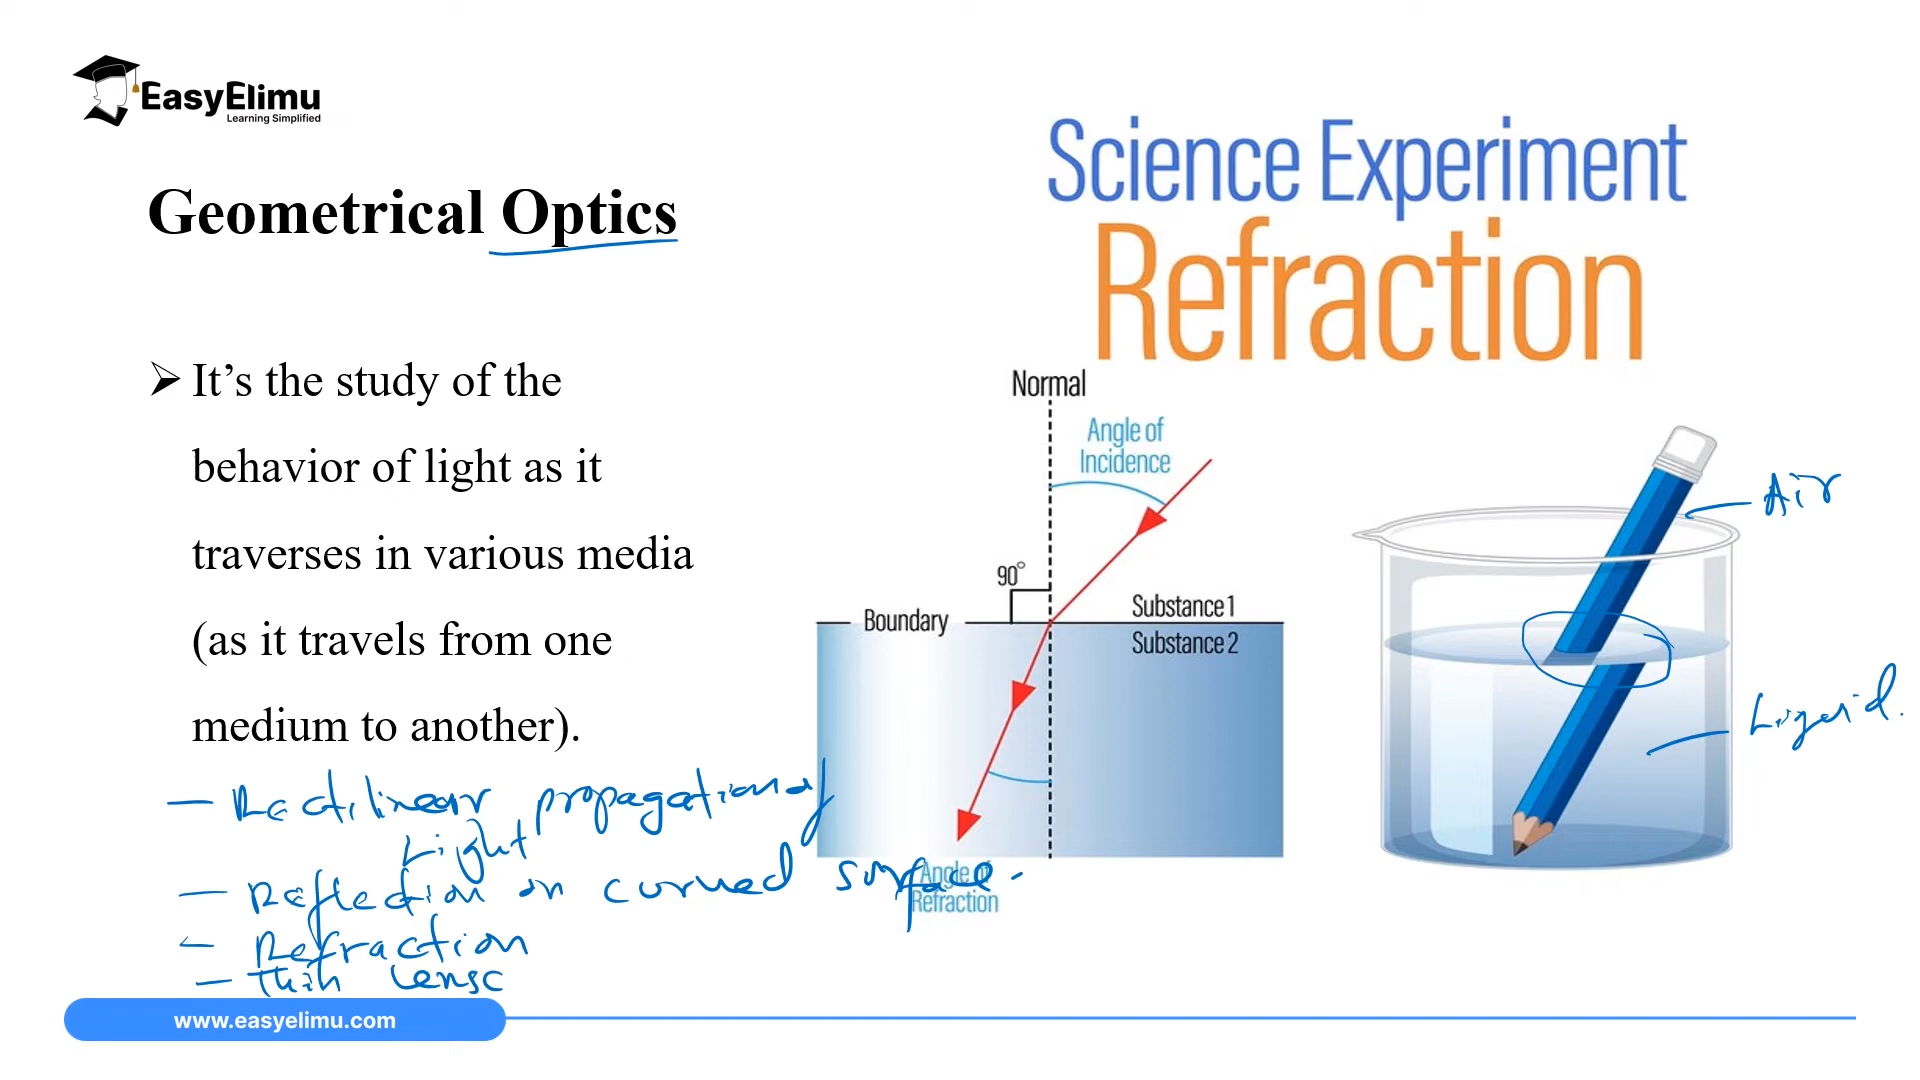 EasyElimu
Learning Simplified
Geometrical Optics
It's the study of the
behavior of light as it
traverses in various media
(as it travels from one
medium to another).
– Rectilinear propagation of
Light
– Reflection on curved surface.
– Refraction
– Thin lense
Science Experiment
Refraction
Normal
Angle of
Incidence
90°
Boundary
Substance 1
Substance 2
Angle of
Refraction
Air
Liquid.
www.easyelimu.com